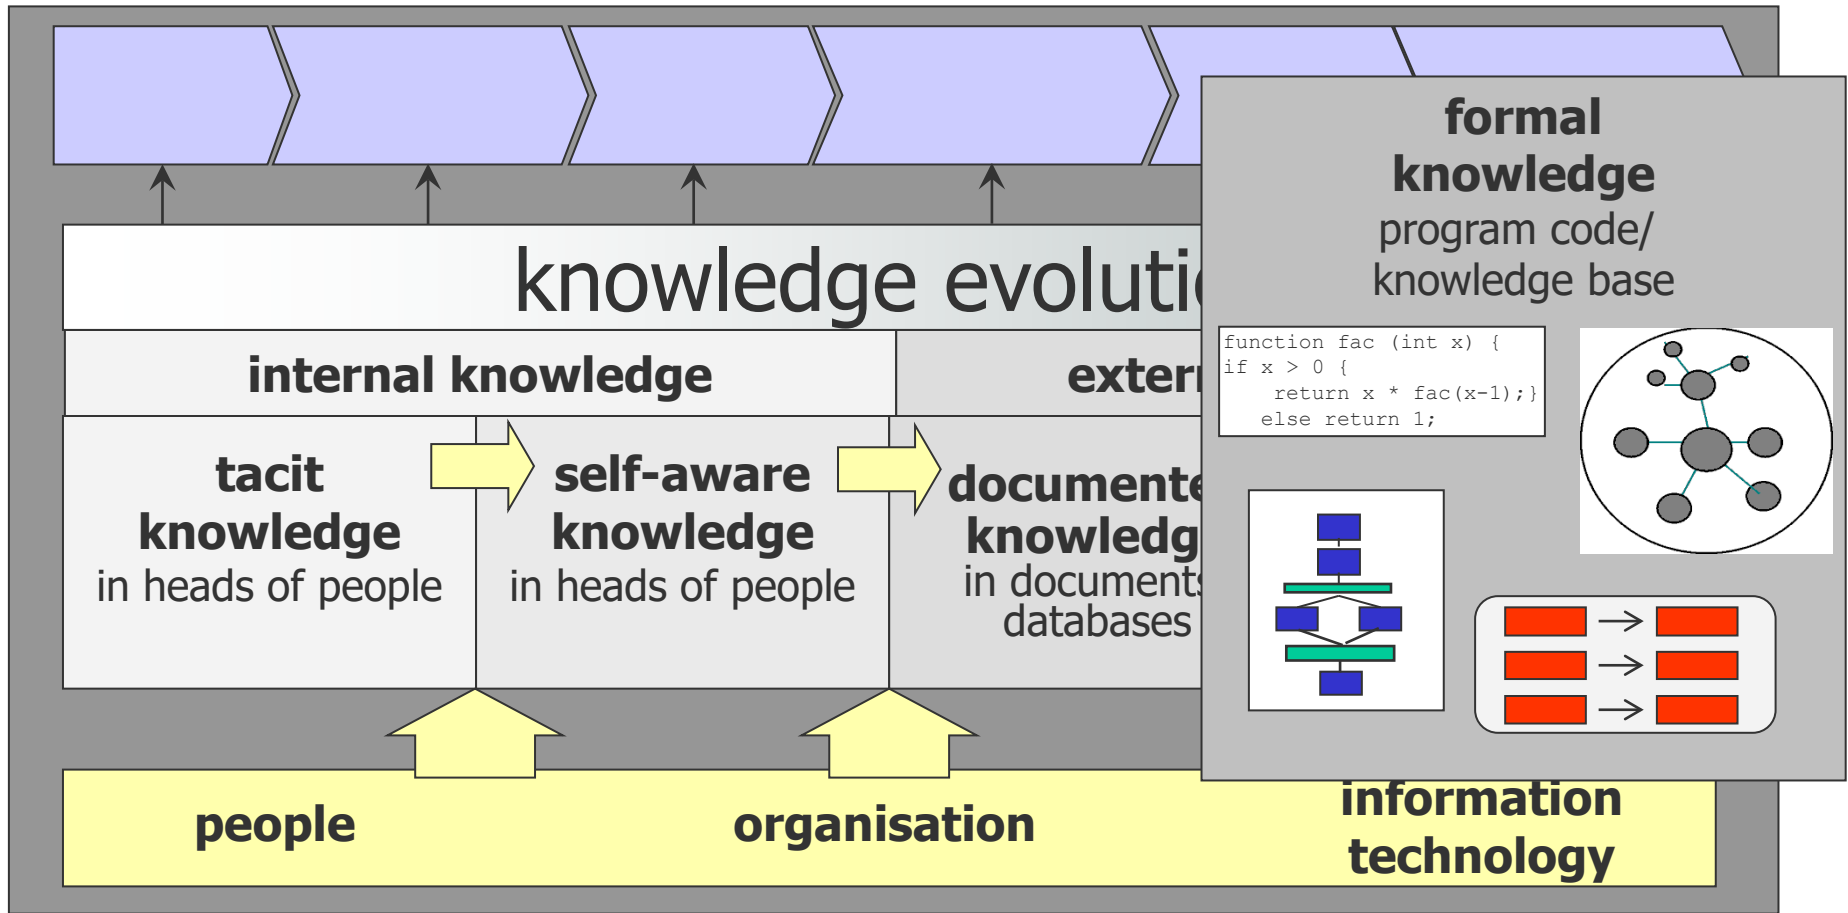 formal
knowledge
program code/
knowledge base
knowledge evoluti
internal knowledge
extern
function fac (int x) {
if x > 0 {
return x * fac(x-1);}
else return 1;
tacit
knowledge
in heads of people
self-aware
knowledge
in heads of people
documente
knowledg
in documents
databases
people
organisation
information
technology